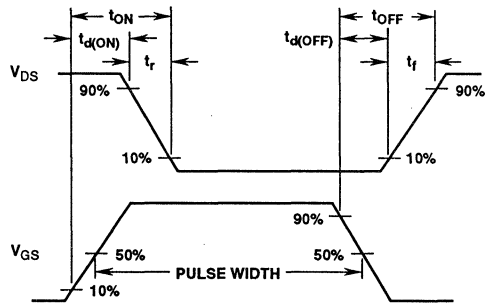 tON
tOFF
td(ON)
td(OFF)
tr
tf
VDS
90%
90%
10%
10%
90%
VGS
50%
50%
PULSE WIDTH
10%